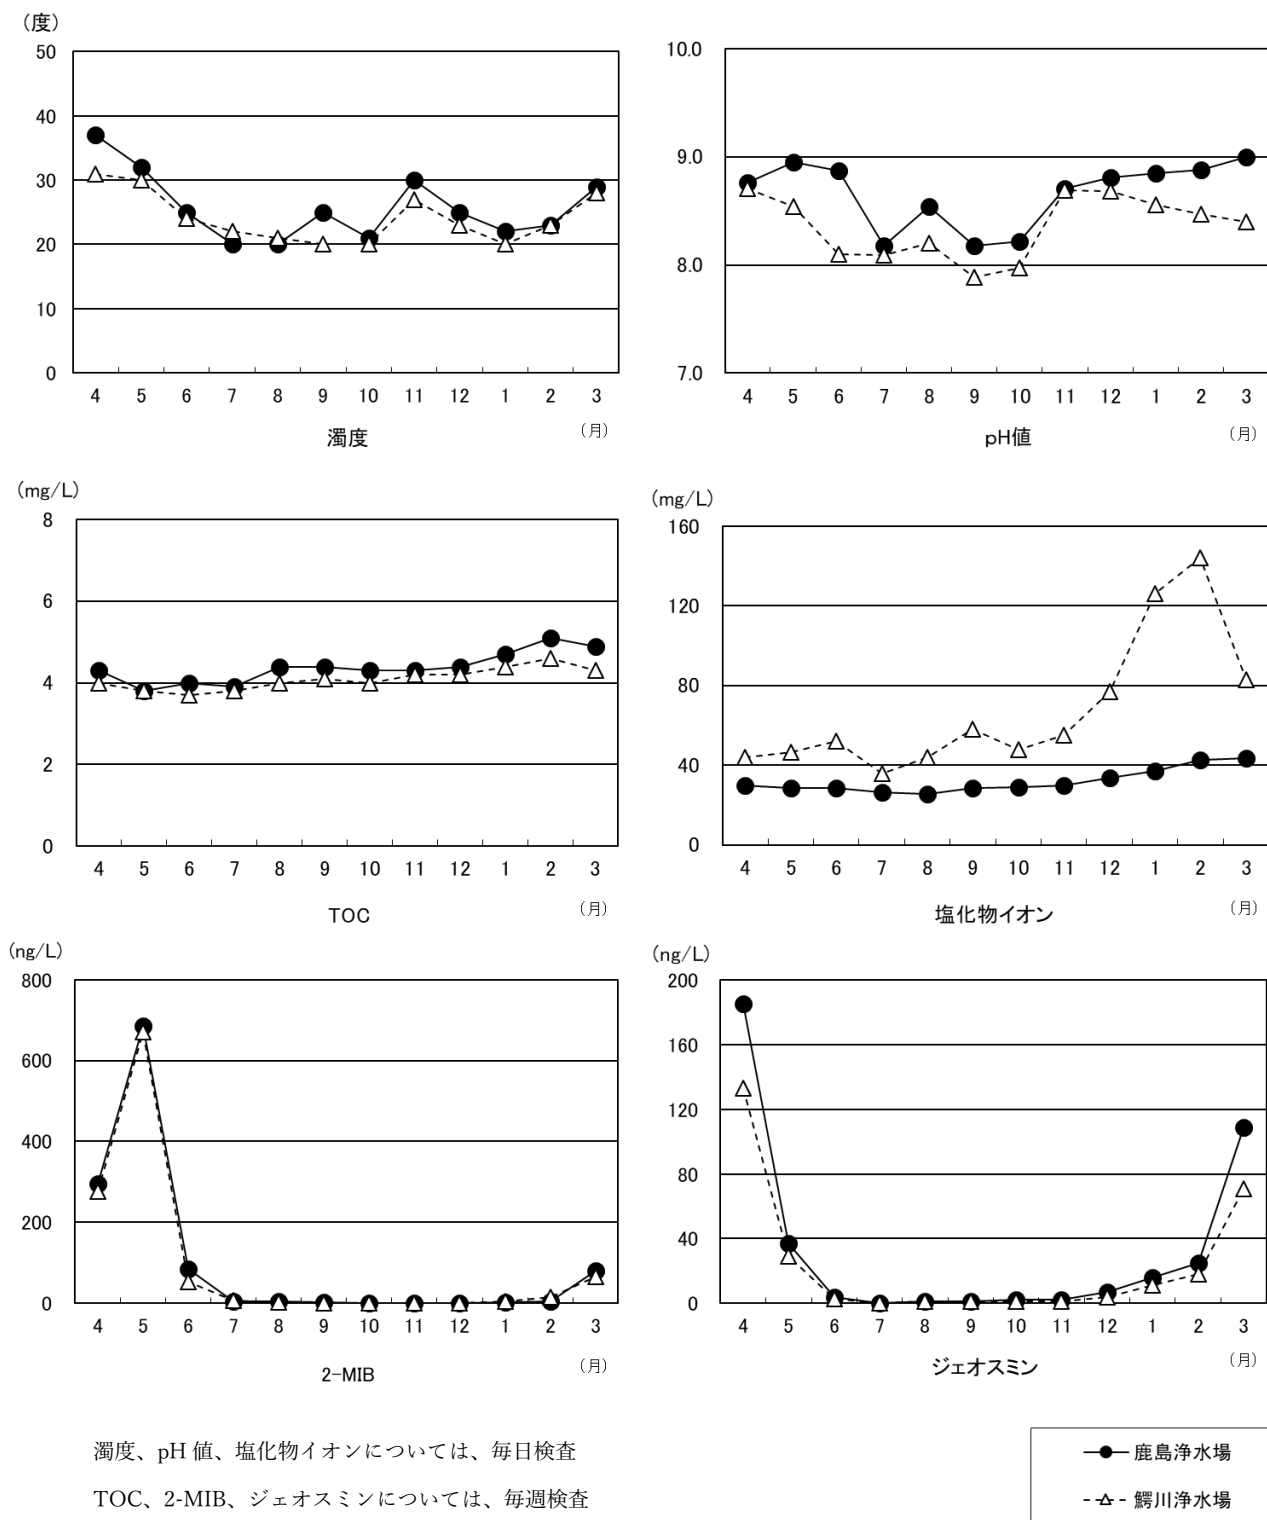 (度)
50
40
30
20
10
0
4 5 6 7 8 9 10 11 12 1 2 3
濁度
(月)
10.0
9.0
8.0
7.0
4 5 6 7 8 9 10 11 12 1 2 3
pH値
(月)
(mg/L)
8
6
4
2
0
4 5 6 7 8 9 10 11 12 1 2 3
TOC
(月)
(mg/L)
160
120
80
40
0
4 5 6 7 8 9 10 11 12 1 2 3
塩化物イオン
(月)
(ng/L)
800
600
400
200
0
4 5 6 7 8 9 10 11 12 1 2 3
2-MIB
(月)
(ng/L)
200
160
120
80
40
0
4 5 6 7 8 9 10 11 12 1 2 3
ジェオスミン
(月)
濁度、pH 値、塩化物イオンについては、毎日検査
TOC、2-MIB、ジェオスミンについては、毎週検査
鹿島浄水場
鰐川浄水場